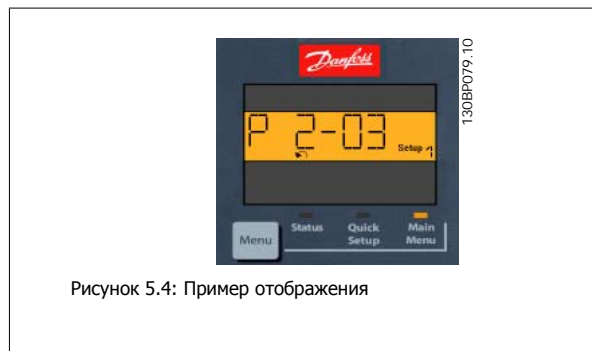 Danfoss
130BP079.10
P 2-03
Setup 1
Status
Quick Setup
Main Menu
Menu
Рисунок 5.4: Пример отображения